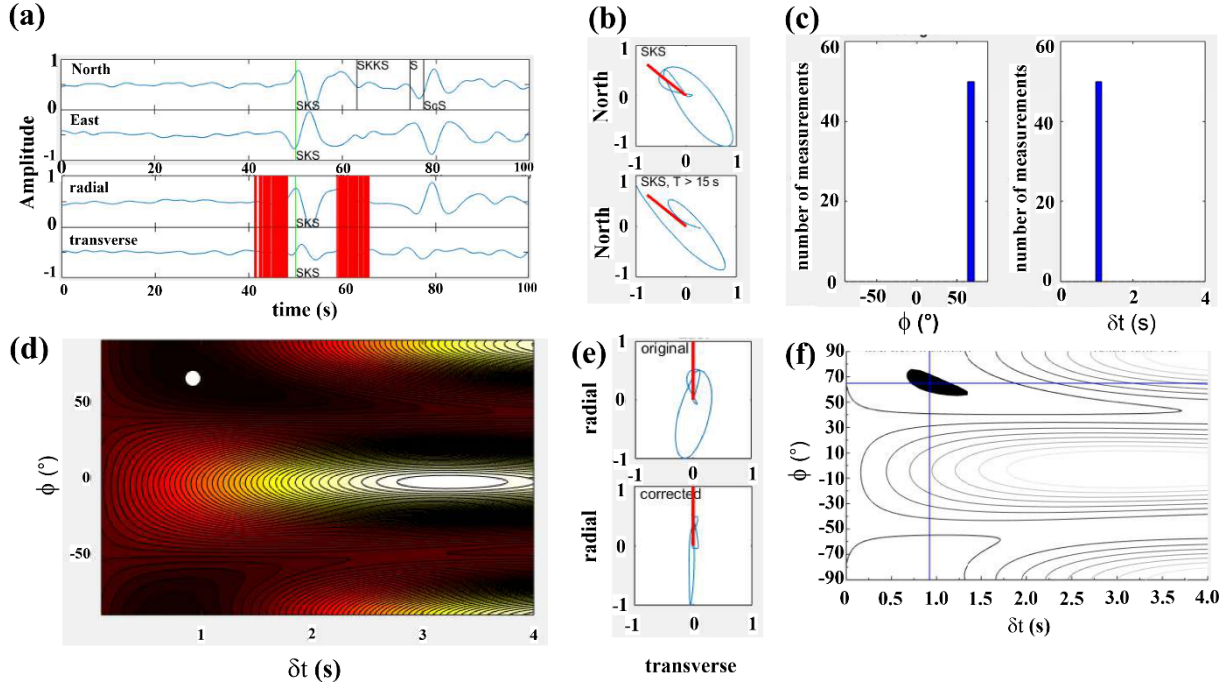 (a)
North
SKKS
S
1
0
SKS
SqS
East
-1
SKS
0 20 40 60 80 100
radial
1
0
SKS
transverse
-1
SKS
0 20 40 60 80 100
Amplitude
time (s)
(b)
SKS
North
1
0
-1
-1 0 1
SKS, T > 15 s
North
1
0
-1
-1 0 1
(c)
number of measurements
60
40
20
0
-50 0 50
ϕ (°)
number of measurements
60
40
20
0
0 2 4
δt (s)
(d)
ϕ (°)
50
0
-50
1 2 3 4
δt (s)
(e)
original
radial
1
0
-1
-1 0 1
corrected
radial
1
0
-1
-1 0 1
transverse
(f)
ϕ (°)
90
70
50
30
10
-10
-30
-50
-70
-90
0 0.5 1.0 1.5 2.0 2.5 3.0 3.5 4.0
δt (s)